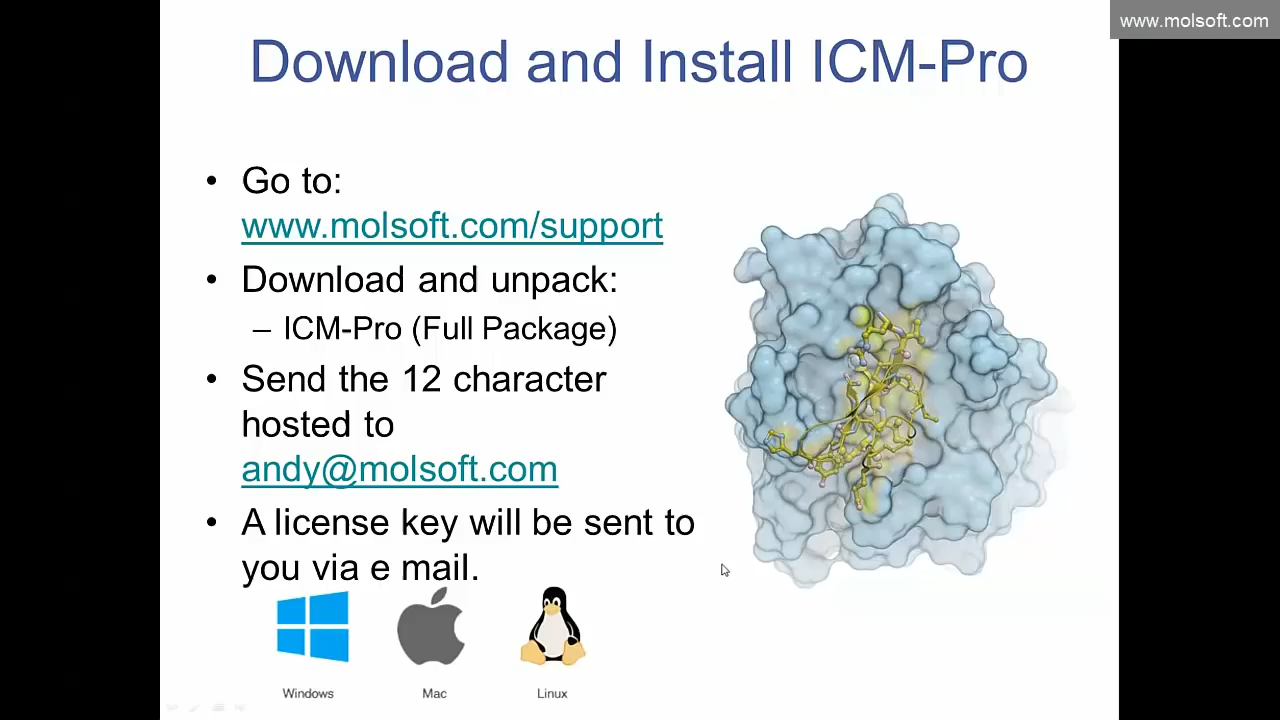 www.molsoft.com
Download and Install ICM-Pro
• Go to:
www.molsoft.com/support
• Download and unpack:
– ICM-Pro (Full Package)
• Send the 12 character
hosted to
andy@molsoft.com
• A license key will be sent to
you via e mail.
Windows Mac Linux